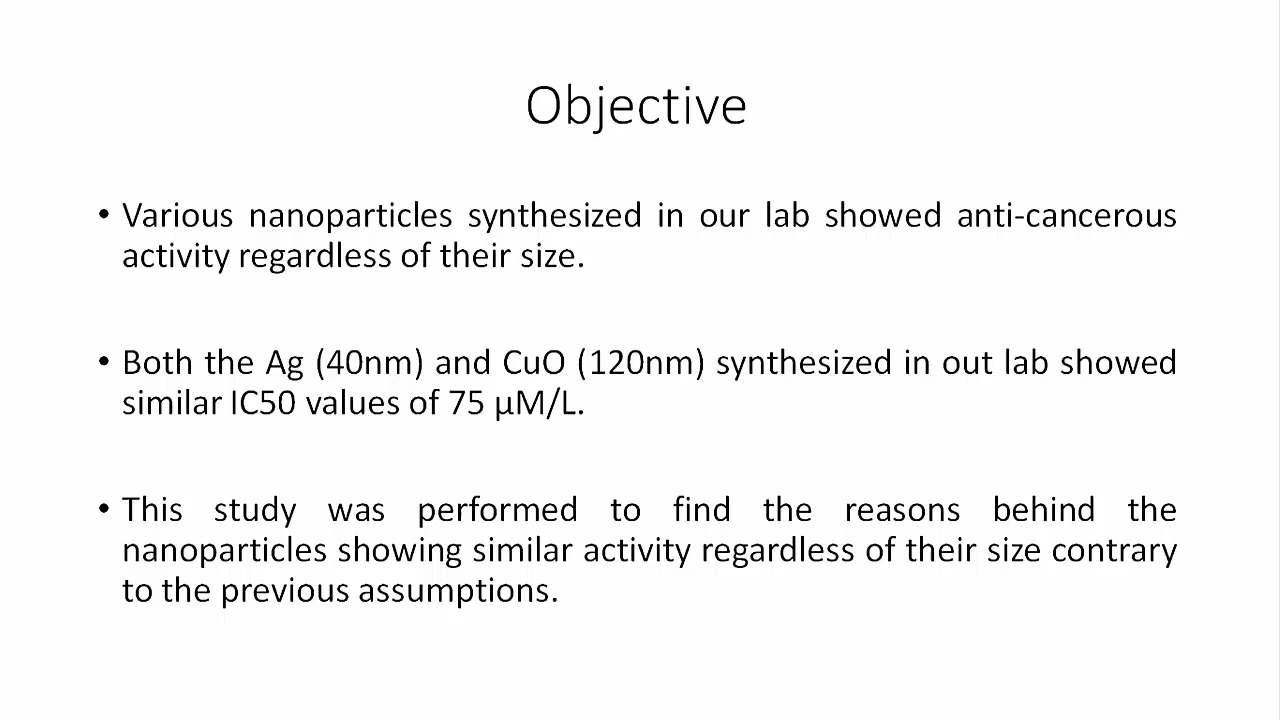 Objective
• Various nanoparticles synthesized in our lab showed anti-cancerous
activity regardless of their size.
• Both the Ag (40nm) and CuO (120nm) synthesized in out lab showed
similar IC50 values of 75 µM/L.
• This study was performed to find the reasons behind the
nanoparticles showing similar activity regardless of their size contrary
to the previous assumptions.